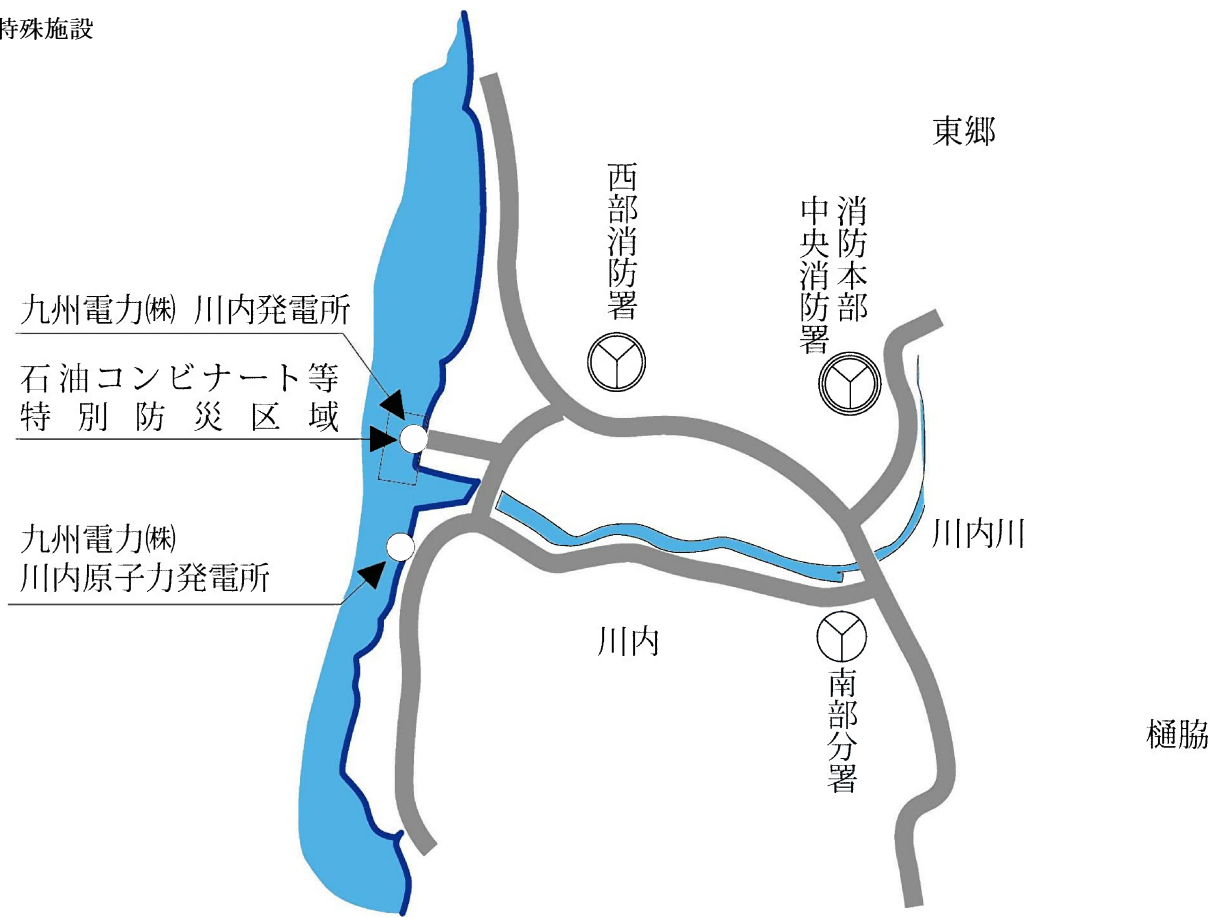 特殊施設
東郷
西部消防署
消防本部
中央消防署
九州電力㈱ 川内発電所
石油コンビナート等
特別防災区域
九州電力㈱
川内原子力発電所
川内川
川内
南部分署
樋脇